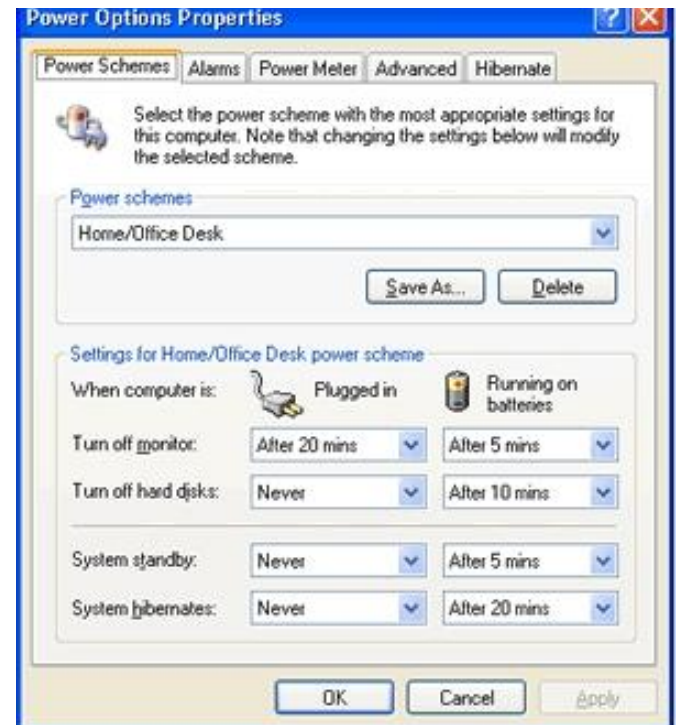 Power Options Properties
Power Schemes Alarms Power Meter Advanced Hibernate
Select the power scheme with the most appropriate settings for
this computer. Note that changing the settings below will modify
the selected scheme.
Power schemes
Home/Office Desk
Save As... Delete
Settings for Home/Office Desk power scheme
When computer is: Plugged in Running on
batteries
Turn off monitor: After 20 mins After 5 mins
Turn off hard disks: Never After 10 mins
System standby: Never After 5 mins
System hibernates: Never After 20 mins
OK Cancel Apply